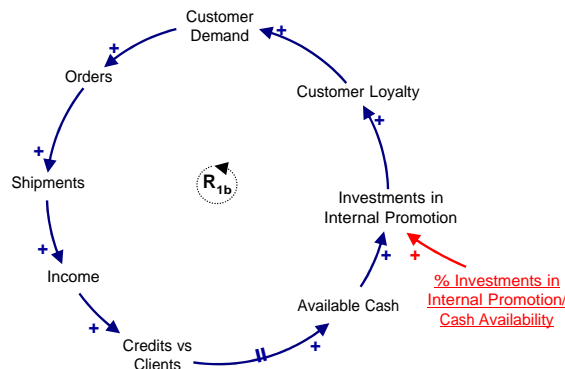 Customer
Demand
+
+
Orders
Customer Loyalty
+
+
Shipments
R1b
Investments in
Internal Promotion
+
+
+
Income
% Investments in
Internal Promotion/
Cash Availability
Available Cash
+
Credits vs
Clients
+